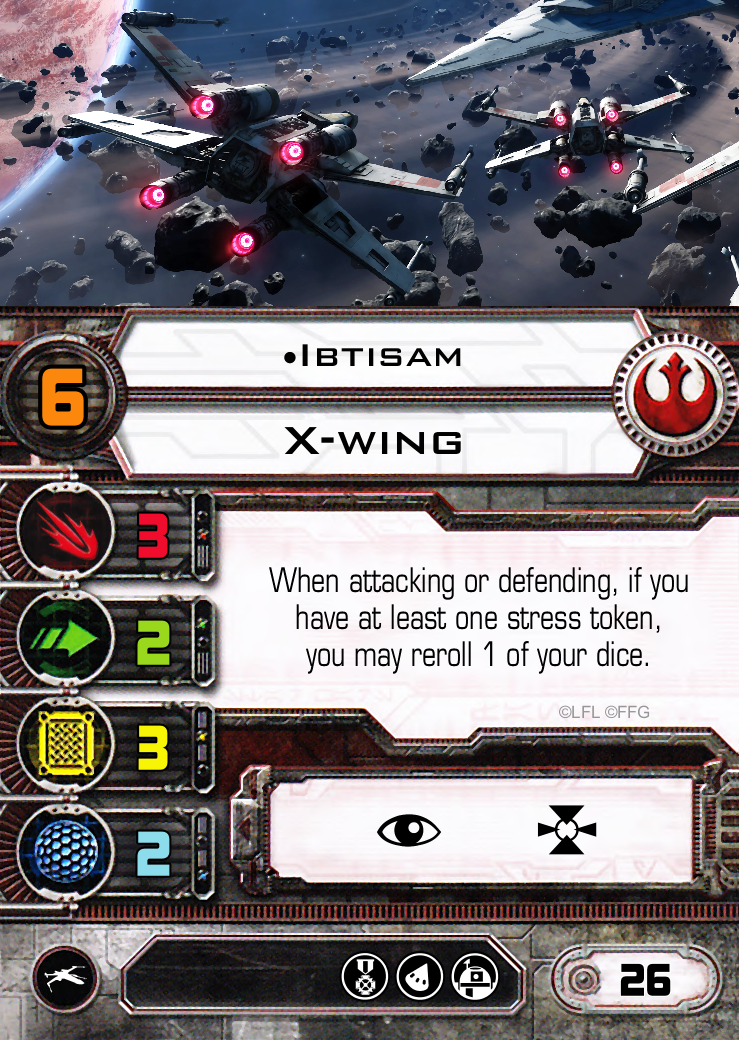 •Ibtisam
6
X-wing
3
When attacking or defending, if you
have at least one stress token,
you may reroll 1 of your dice.
2
©LFL ©FFG
3
2
26